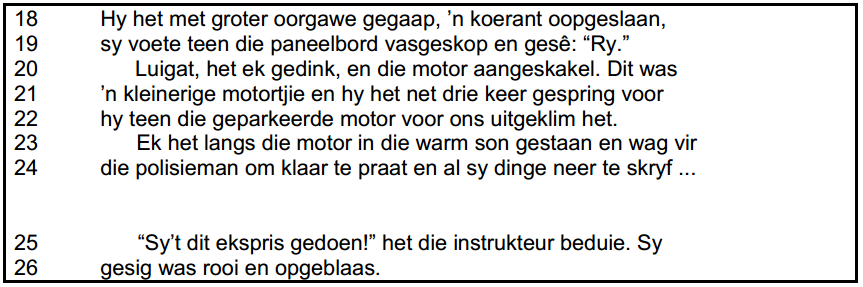 18 Hy het met groter oorgawe gegaap, ’n koerant oopgeslaan,
19 sy voete teen die paneelbord vasgeskop en gesê: “Ry.”
20 Luigat, het ek gedink, en die motor aangeskakel. Dit was
21 ’n kleinerige motortjie en hy het net drie keer gespring voor
22 hy teen die geparkeerde motor voor ons uitgeklim het.
23 Ek het langs die motor in die warm son gestaan en wag vir
24 die polisieman om klaar te praat en al sy dinge neer te skryf ...
25 “Sy’t dit ekspris gedoen!” het die instrukteur beduie. Sy
26 gesig was rooi en opgeblaas.